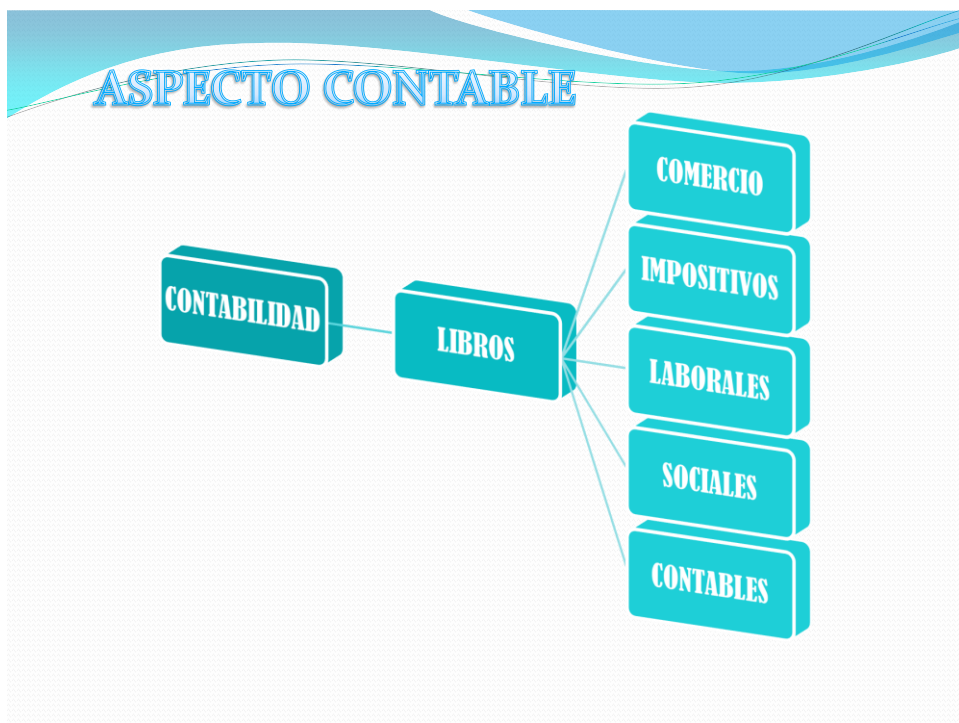 ASPECTO CONTABLE
CONTABILIDAD
LIBROS
COMERCIO
IMPOSITIVOS
LABORALES
SOCIALES
CONTABLES